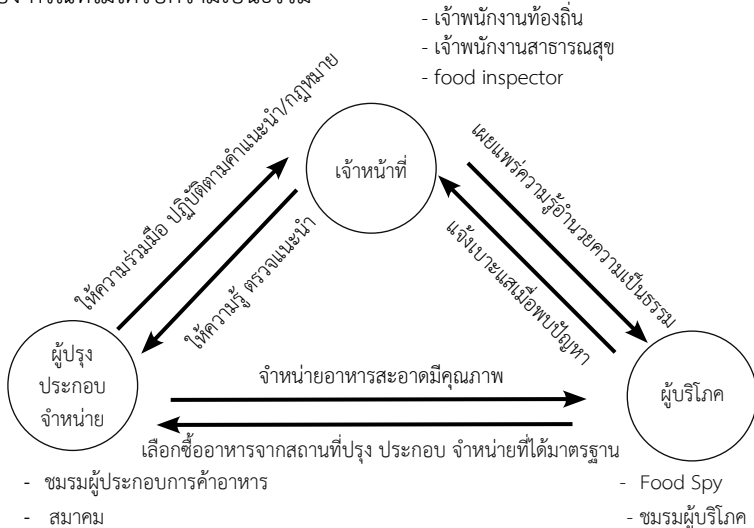 - เจ้าพนักงานท้องถิ่น
- เจ้าพนักงานสาธารณสุข
- food inspector
เจ้าหน้าที่
ให้ความร่วมมือ ปฏิบัติตามคำแนะนำ/กฎหมาย
ให้ความรู้ ตรวจแนะนำ
เผยแพร่ความรู้อำนวยความเป็นธรรม
แจ้งเบาะแสเมื่อพบปัญหา
ผู้ปรุง
ประกอบ
จำหน่าย
จำหน่ายอาหารสะอาดมีคุณภาพ
ผู้บริโภค
เลือกซื้ออาหารจากสถานที่ปรุง ประกอบ จำหน่ายที่ได้มาตรฐาน
- ชมรมผู้ประกอบการค้าอาหาร
- สมาคม
- Food Spy
- ชมรมผู้บริโภค